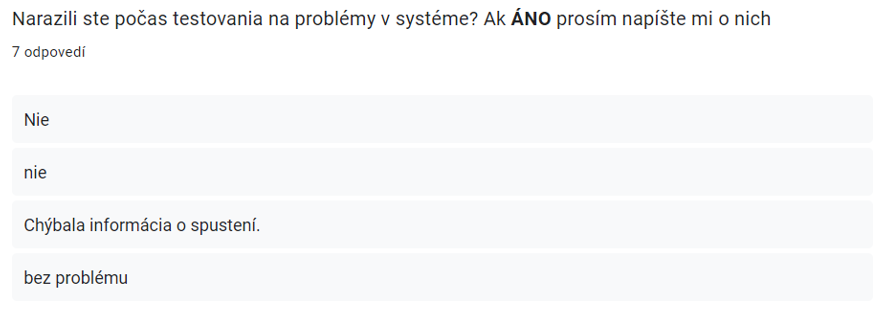 Narazili ste počas testovania na problémy v systéme? Ak ÁNO prosím napíšte mi o nich
7 odpovedí
Nie
nie
Chýbala informácia o spustení.
bez problému